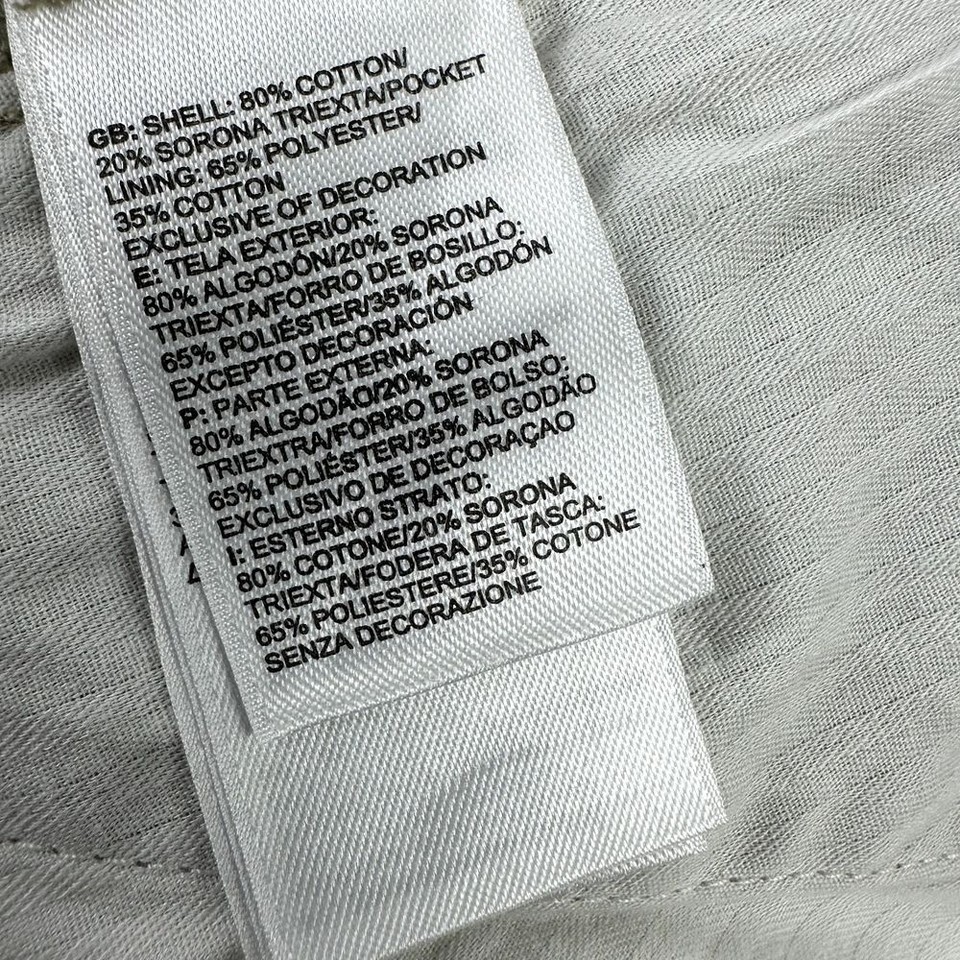 GB: SHELL: 80% COTTON/
20% SORONA TRIEXTA/POCKET
LINING: 65% POLYESTER/
35% COTTON
EXCLUSIVE OF DECORATION
E: TELA EXTERIOR:
80% ALGODÓN/20% SORONA
TRIEXTA/FORRO DE BOSILLO:
65% POLIÉSTER/35% ALGODÓN
EXCEPTO DECORACIÓN
P: PARTE EXTERNA:
80% ALGODÃO/20% SORONA
TRIEXTRA/FORRO DE BOLSO:
65% POLIÉSTER/35% ALGODÃO
EXCLUSIVO DE DECORAÇAO
I: ESTERNO STRATO:
80% COTONE/20% SORONA
TRIEXTA/FODERA DE TASCA:
65% POLIESTERE/35% COTONE
SENZA DECORAZIONE